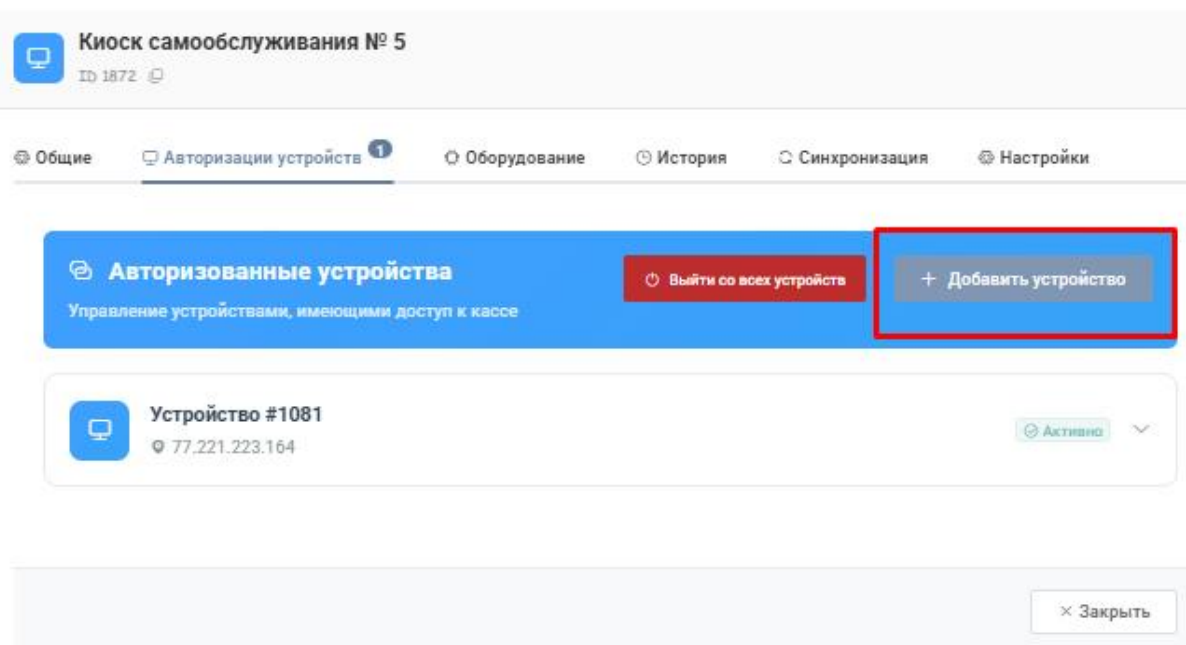 Киоск самообслуживания № 5
ID 1872
Общие Авторизации устройств 1 Оборудование История Синхронизация Настройки
Авторизованные устройства
Управление устройствами, имеющими доступ к кассе
Выйти со всех устройств
+ Добавить устройство
Устройство #1081
77.221.223.164
Активно
× Закрыть